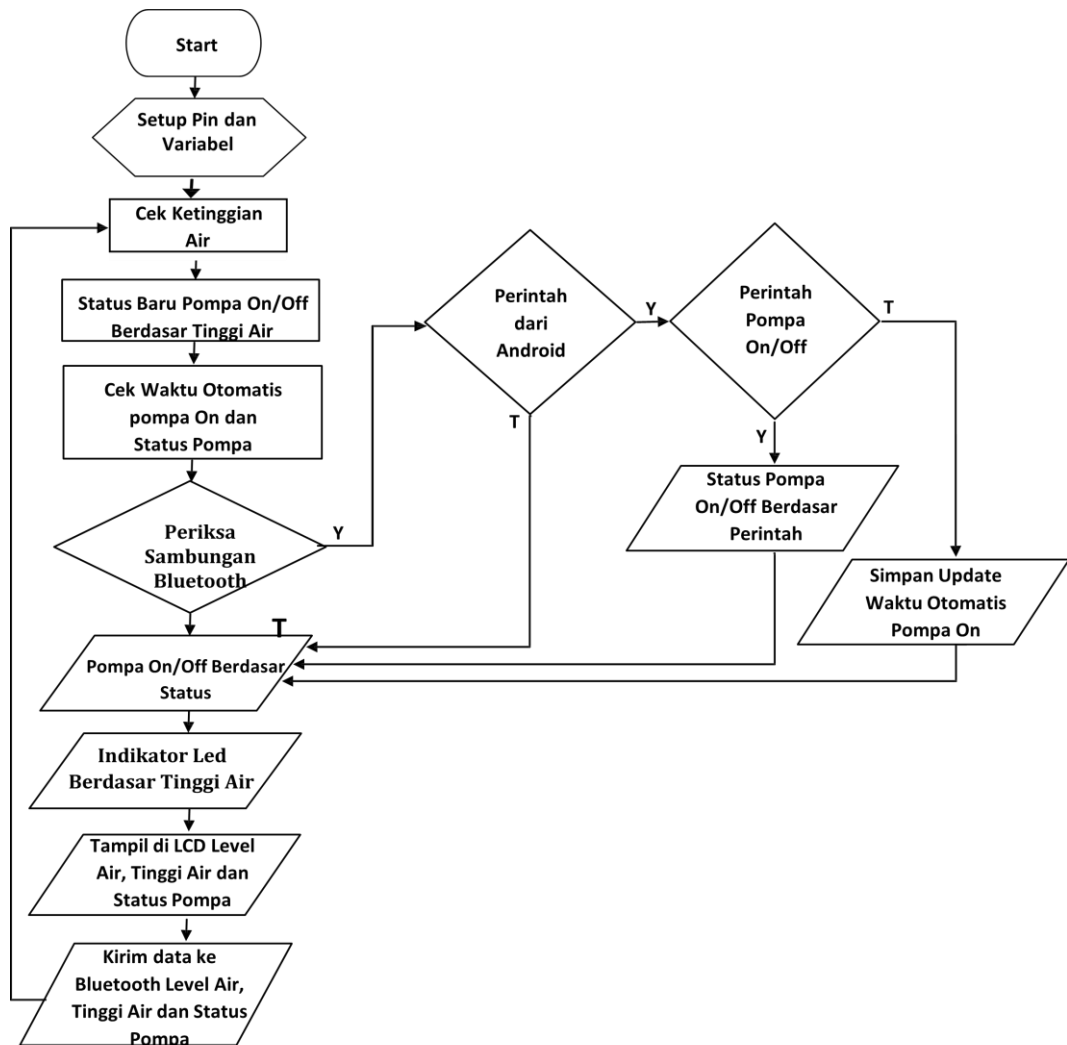 Start
Setup Pin dan
Variabel
Cek Ketinggian
Air
Status Baru Pompa On/Off
Berdasar Tinggi Air
Cek Waktu Otomatis
pompa On dan
Status Pompa
Periksa
Sambungan
Bluetooth
Y
T
Perintah
dari
Android
Y
T
Perintah
Pompa
On/Off
T
Y
Status Pompa
On/Off Berdasar
Perintah
Simpan Update
Waktu Otomatis
Pompa On
Pompa On/Off Berdasar
Status
Indikator Led
Berdasar Tinggi Air
Tampil di LCD Level
Air, Tinggi Air dan
Status Pompa
Kirim data ke
Bluetooth Level Air,
Tinggi Air dan Status
Pompa